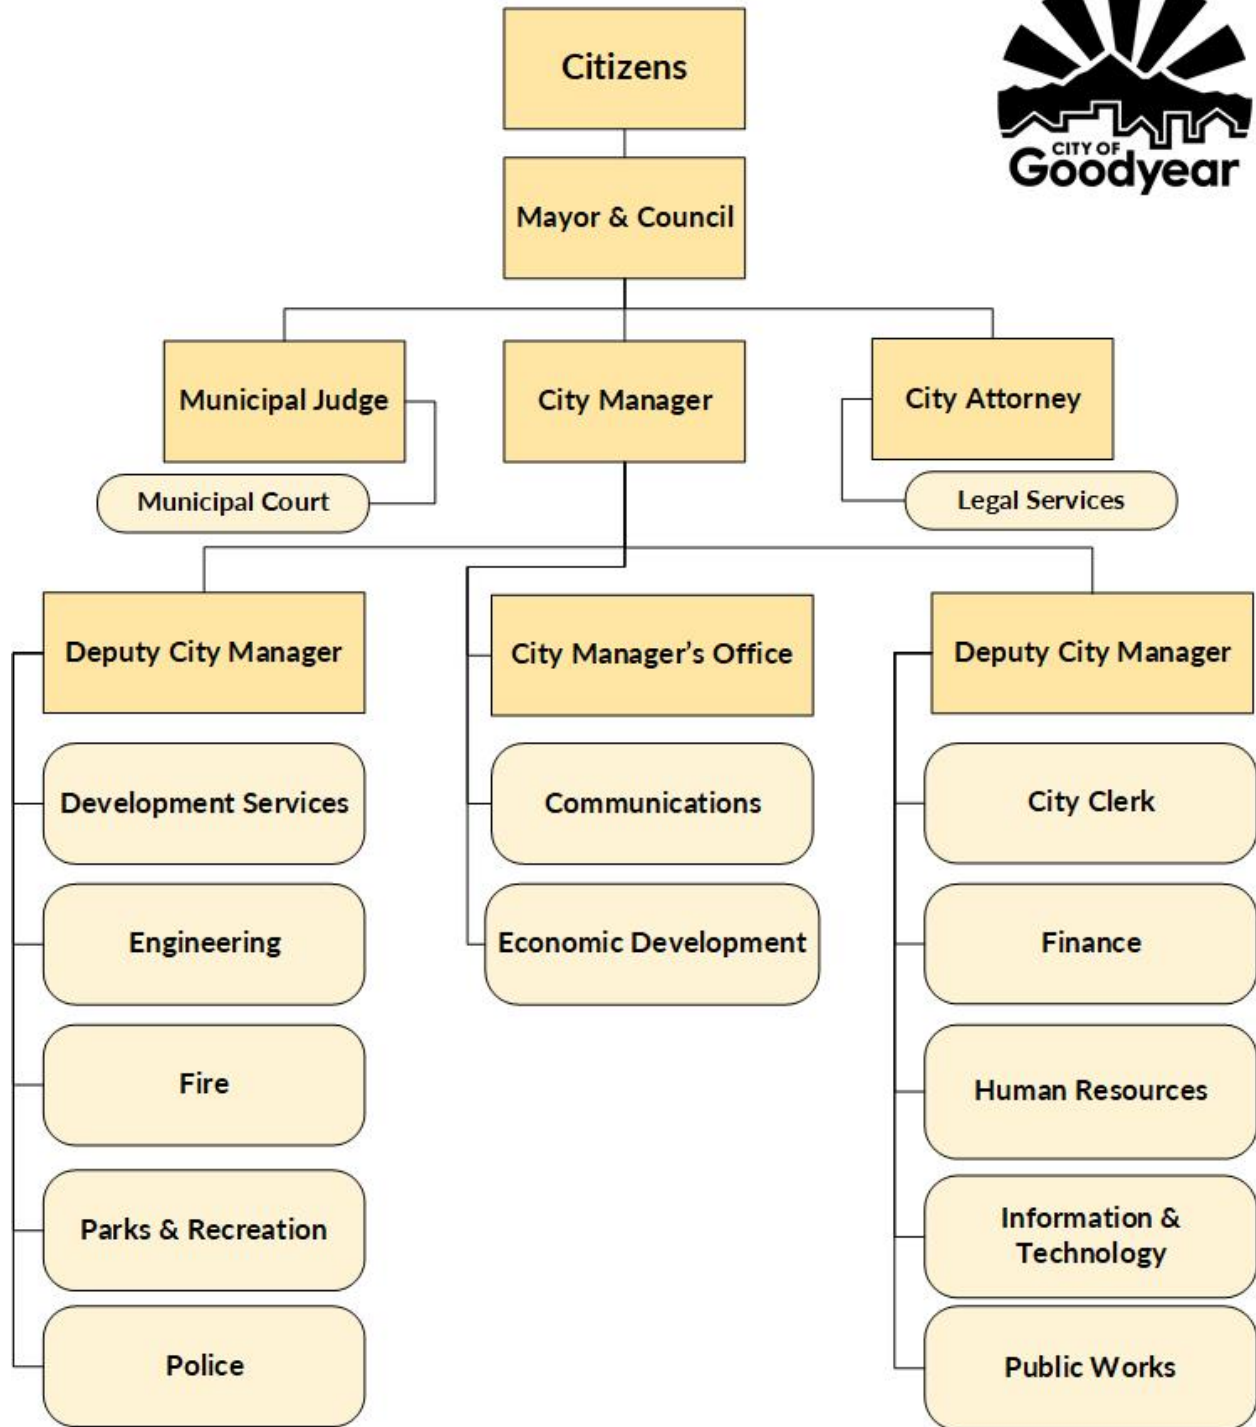 CITY OF
Goodyear
Citizens
Mayor & Council
Municipal Judge
City Manager
City Attorney
Municipal Court
Legal Services
Deputy City Manager
City Manager’s Office
Deputy City Manager
Development Services
Communications
City Clerk
Engineering
Economic Development
Finance
Fire
Human Resources
Parks & Recreation
Information &
Technology
Police
Public Works